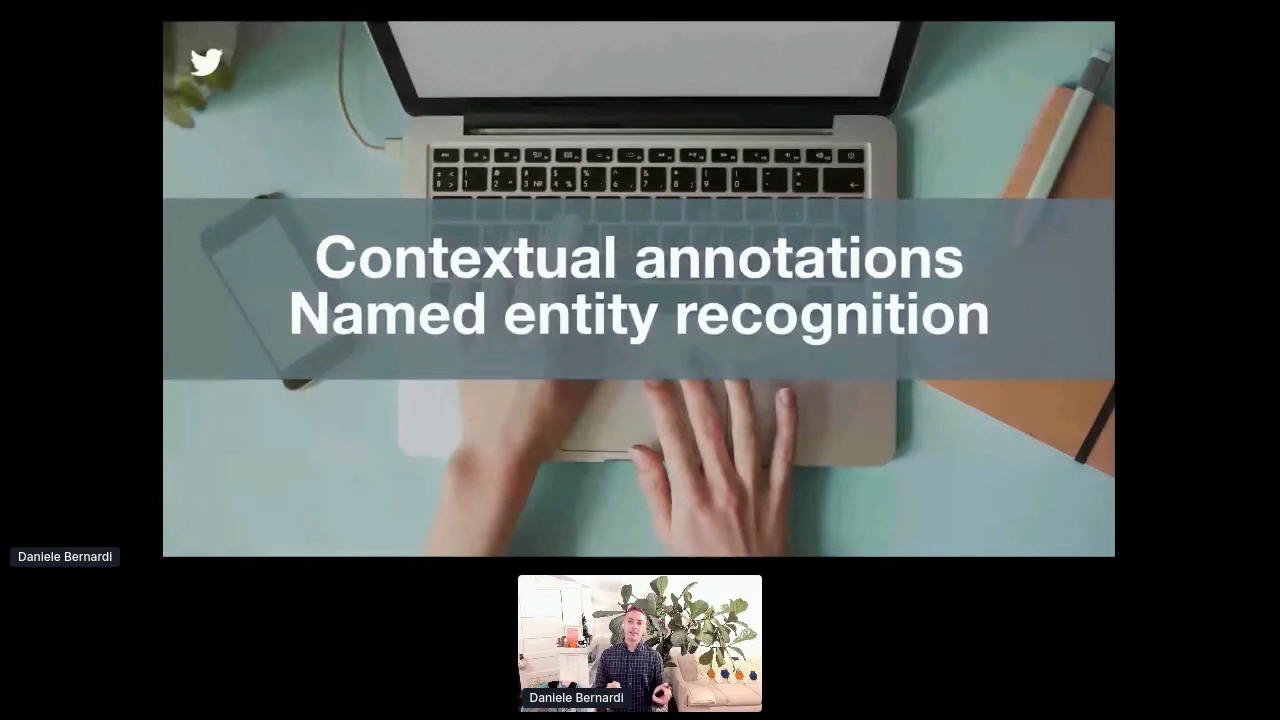 Contextual annotations
Named entity recognition
Daniele Bernardi
Daniele Bernardi